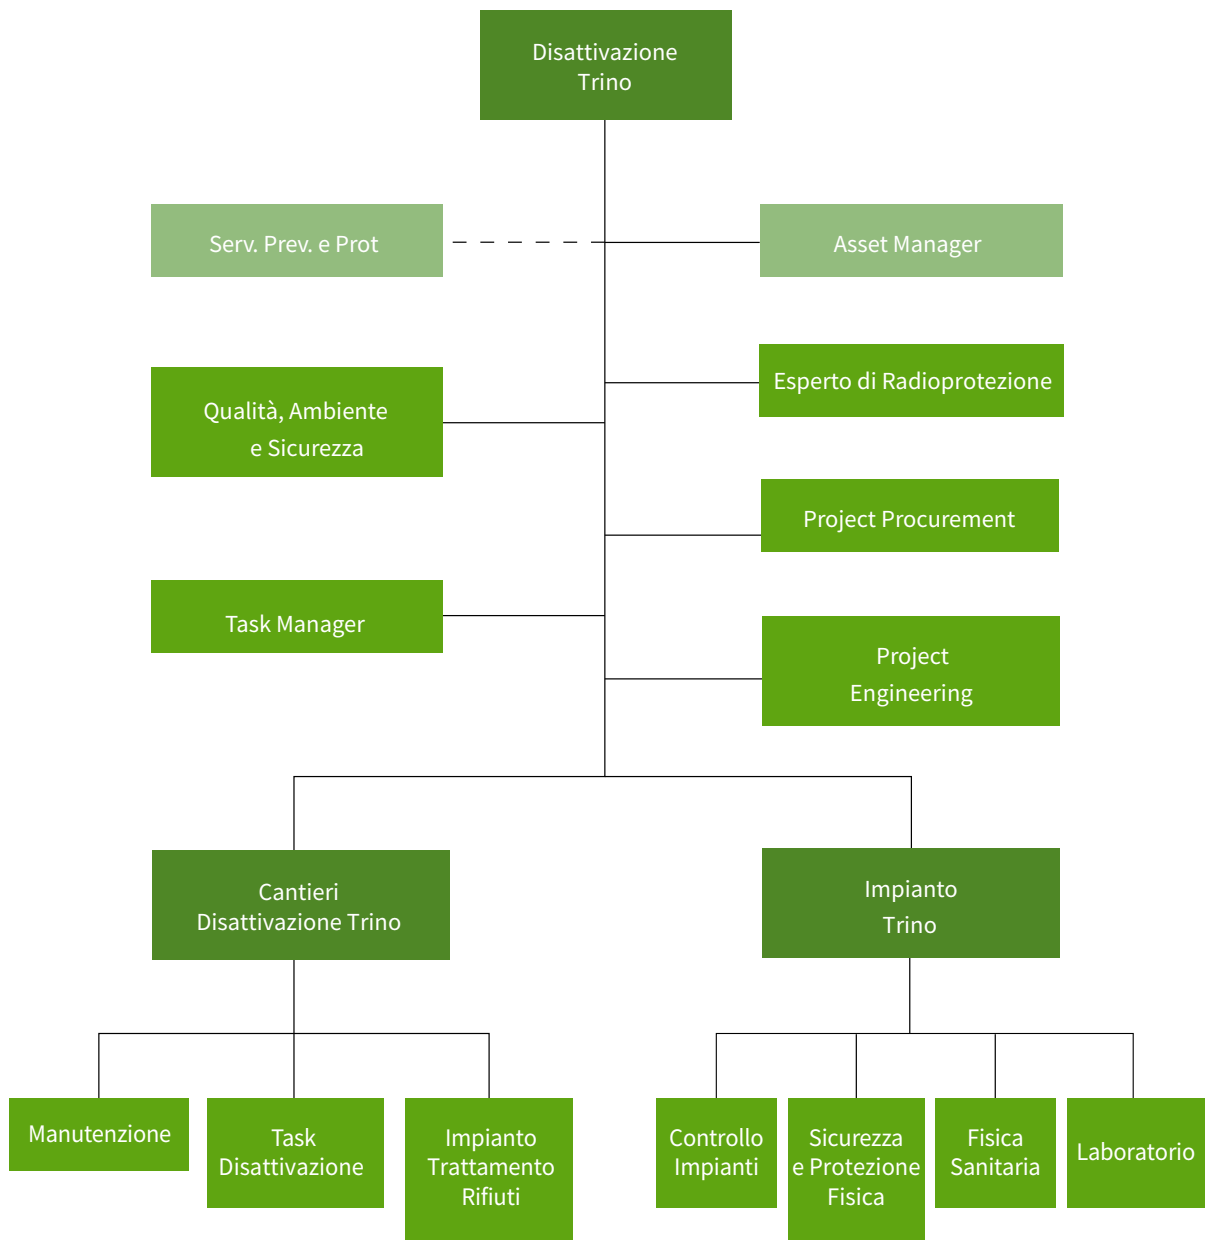 Disattivazione
Trino
Serv. Prev. e Prot
Asset Manager
Esperto di Radioprotezione
Qualità, Ambiente
e Sicurezza
Project Procurement
Task Manager
Project
Engineering
Cantieri
Disattivazione Trino
Impianto
Trino
Manutenzione
Task
Disattivazione
Impianto
Trattamento
Rifiuti
Controllo
Impianti
Sicurezza
e Protezione
Fisica
Fisica
Sanitaria
Laboratorio